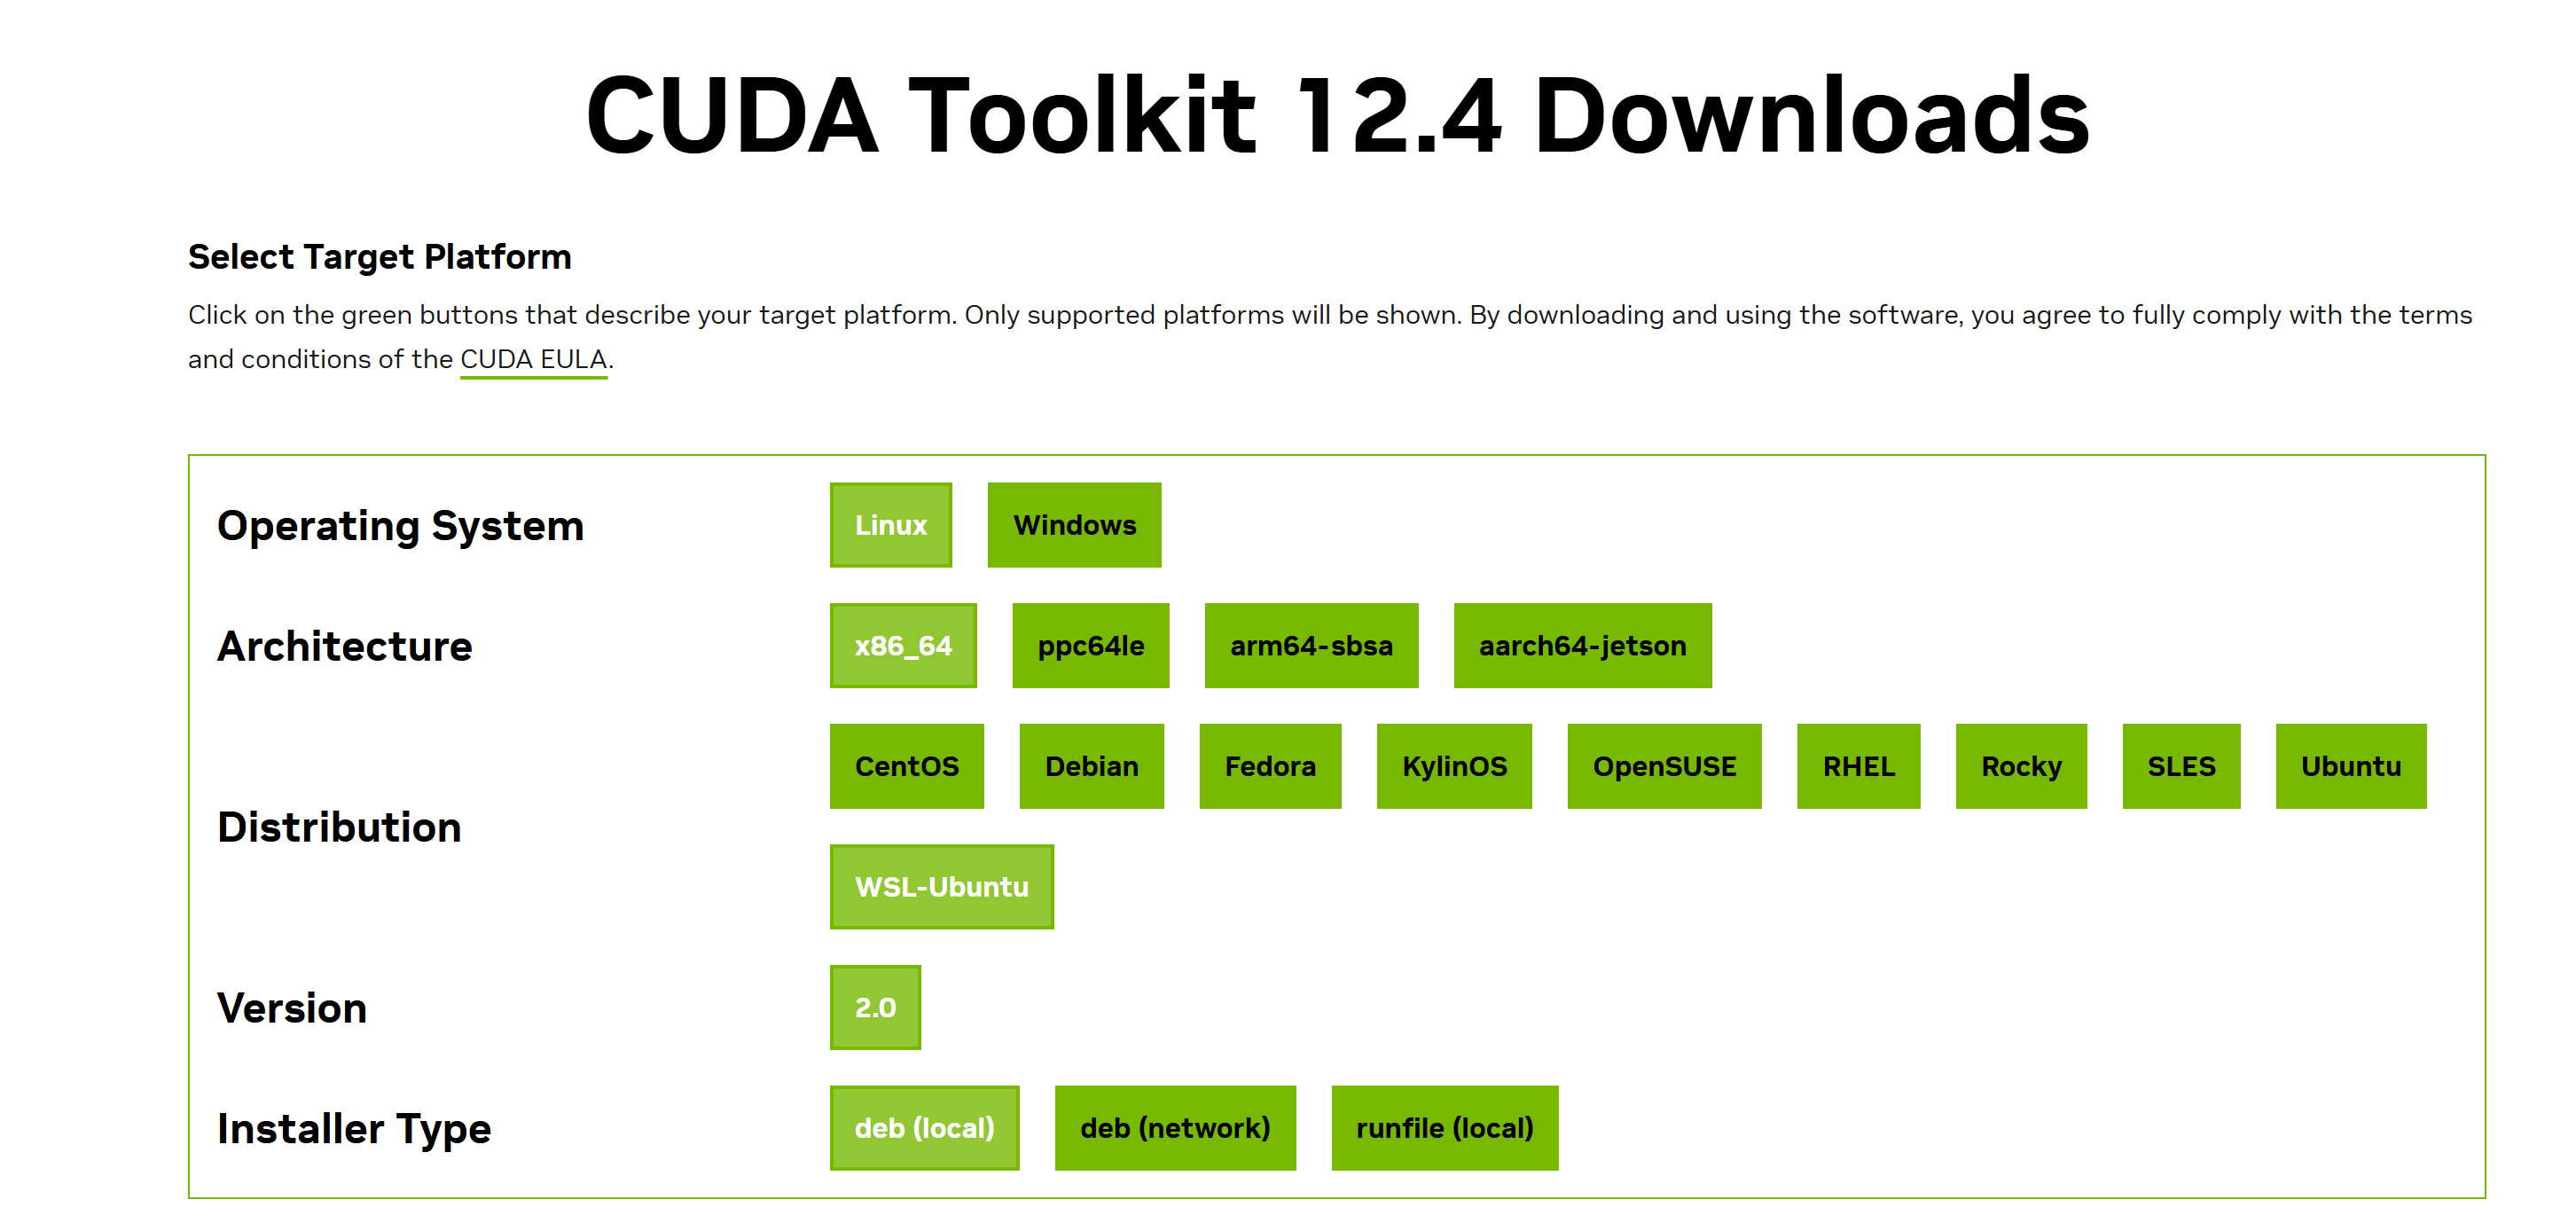 CUDA Toolkit 12.4 Downloads
Select Target Platform
Click on the green buttons that describe your target platform. Only supported platforms will be shown. By downloading and using the software, you agree to fully comply with the terms
and conditions of the CUDA EULA.
Operating System
Linux Windows
Architecture
x86_64 ppc64le arm64-sbsa aarch64-jetson
Distribution
CentOS Debian Fedora KylinOS OpenSUSE RHEL Rocky SLES Ubuntu
WSL-Ubuntu
Version
2.0
Installer Type
deb (local) deb (network) runfile (local)